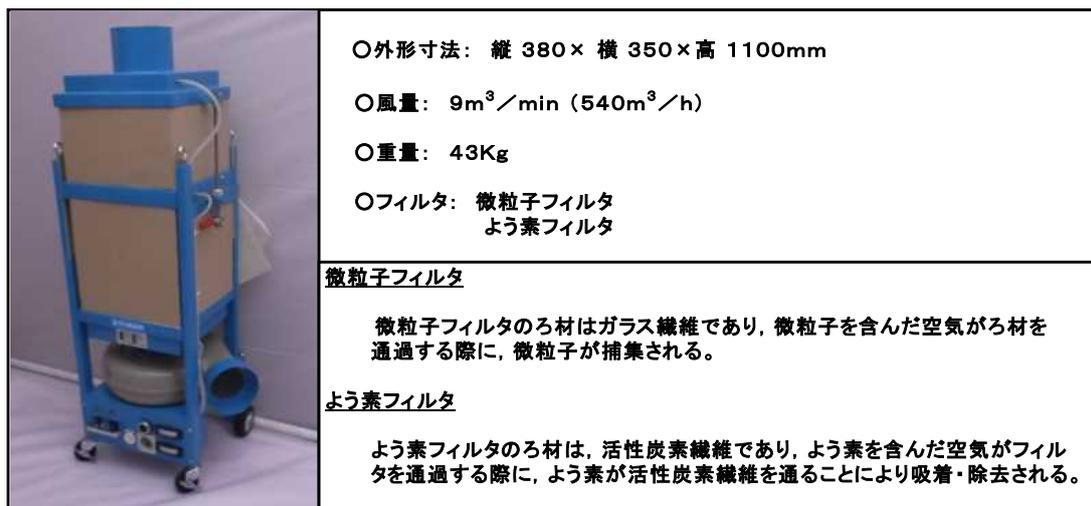 ○外形寸法： 縦 380× 横 350×高 1100mm
○風量： 9m³／min（540m³／h）
○重量： 43Kg
○フィルタ： 微粒子フィルタ
よう素フィルタ
微粒子フィルタ
微粒子フィルタのろ材はガラス繊維であり，微粒子を含んだ空気がろ材を
通過する際に，微粒子が捕集される。
よう素フィルタ
よう素フィルタのろ材は，活性炭素繊維であり，よう素を含んだ空気がフィル
タを通過する際に，よう素が活性炭素繊維を通ることにより吸着・除去される。